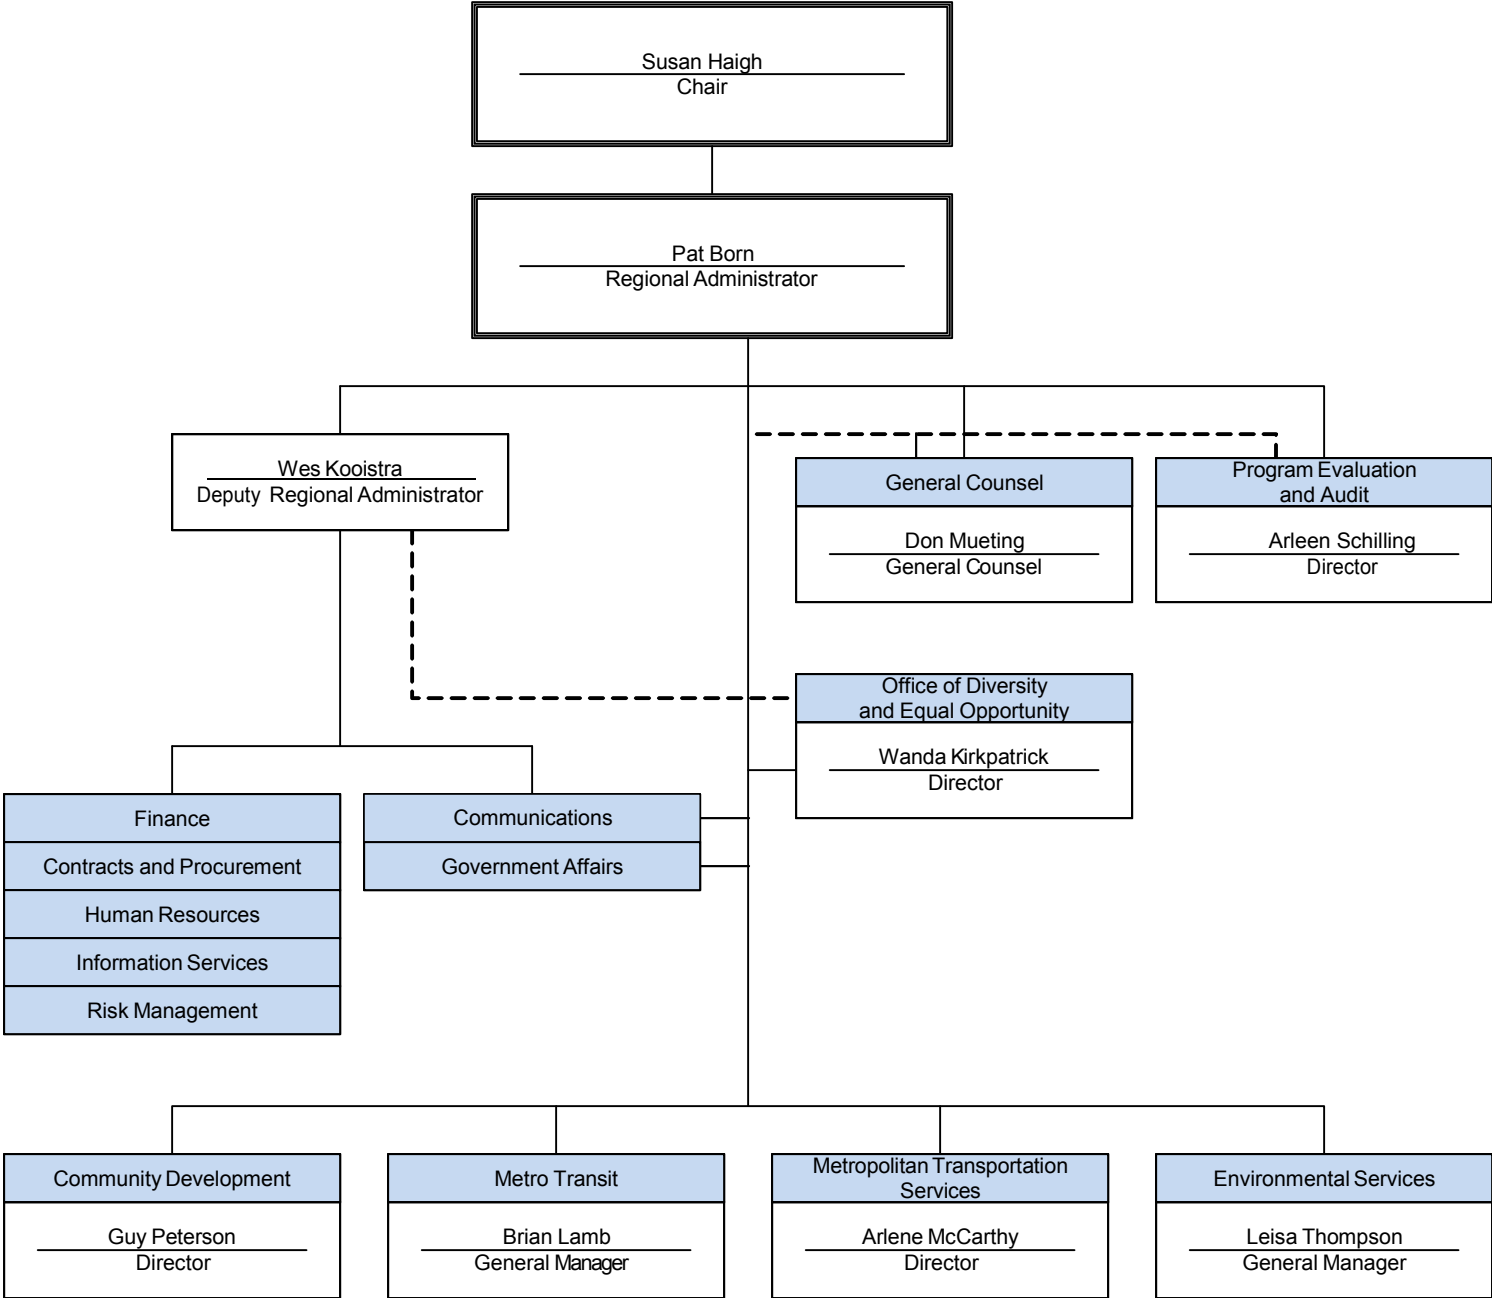 Susan Haigh
Chair
Pat Born
Regional Administrator
Wes Kooistra
Deputy Regional Administrator
General Counsel
Don Mueting
General Counsel
Program Evaluation
and Audit
Arleen Schilling
Director
Office of Diversity
and Equal Opportunity
Wanda Kirkpatrick
Director
Finance
Contracts and Procurement
Human Resources
Information Services
Risk Management
Communications
Government Affairs
Community Development
Guy Peterson
Director
Metro Transit
Brian Lamb
General Manager
Metropolitan Transportation
Services
Arlene McCarthy
Director
Environmental Services
Leisa Thompson
General Manager